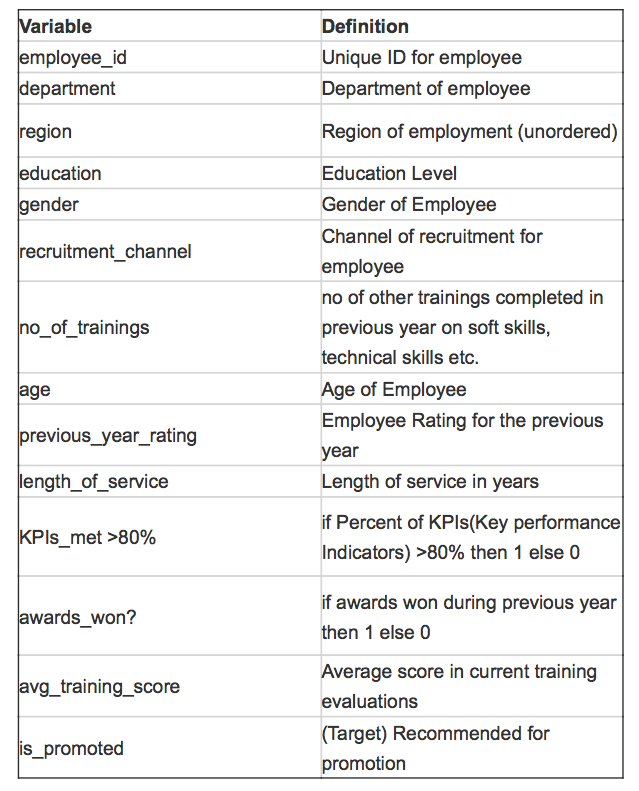 Variable Definition
employee_id Unique ID for employee
department Department of employee
region Region of employment (unordered)
education Education Level
gender Gender of Employee
recruitment_channel Channel of recruitment for
employee
no_of_trainings no of other trainings completed in
previous year on soft skills,
technical skills etc.
age Age of Employee
previous_year_rating Employee Rating for the previous
year
length_of_service Length of service in years
KPIs_met >80% if Percent of KPIs(Key performance
Indicators) >80% then 1 else 0
awards_won? if awards won during previous year
then 1 else 0
avg_training_score Average score in current training
evaluations
is_promoted (Target) Recommended for
promotion